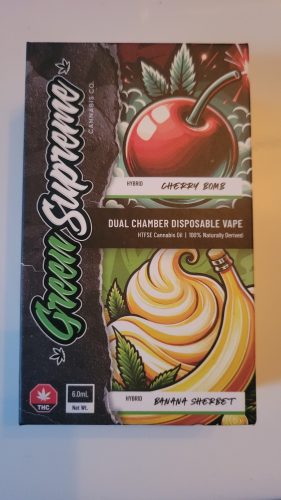 Green Supreme
CANNABIS CO.
HYBRID
CHERRY BOMB
DUAL CHAMBER DISPOSABLE VAPE
HTFSE Cannabis Oil | 100% Naturally Derived
THC
6.0mL
Net Wt.
HYBRID
BANANA SHERBET